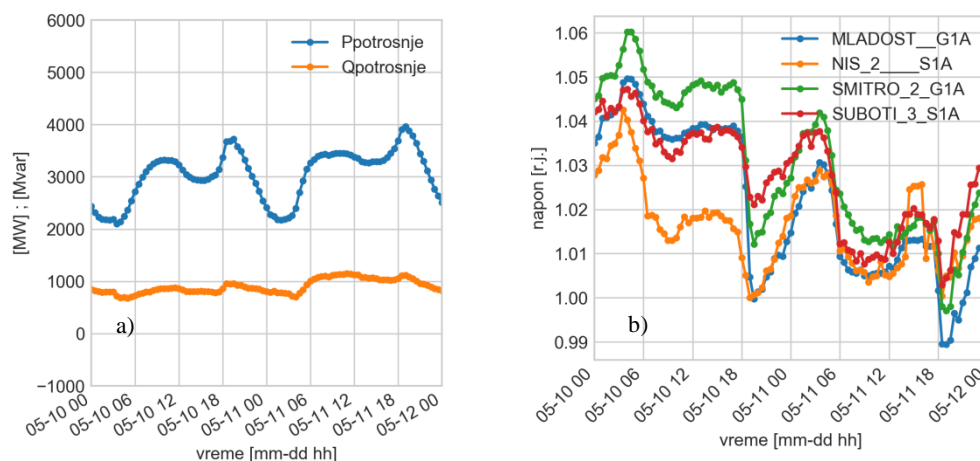 6000
5000
4000
3000
2000
1000
0
−1000
[MW] ; [Mvar]
Ppotrosnje
Qpotrosnje
a)
05-10 00
05-10 06
05-10 12
05-10 18
05-11 00
05-11 06
05-11 12
05-11 18
05-12 00
vreme [mm-dd hh]
1.06
1.05
1.04
1.03
1.02
1.01
1.00
0.99
napon [r.j.]
MLADOST__G1A
NIS_2____S1A
SMITRO_2_G1A
SUBOTI_3_S1A
b)
05-10 00
05-10 06
05-10 12
05-10 18
05-11 00
05-11 06
05-11 12
05-11 18
05-12 00
vreme [mm-dd hh]